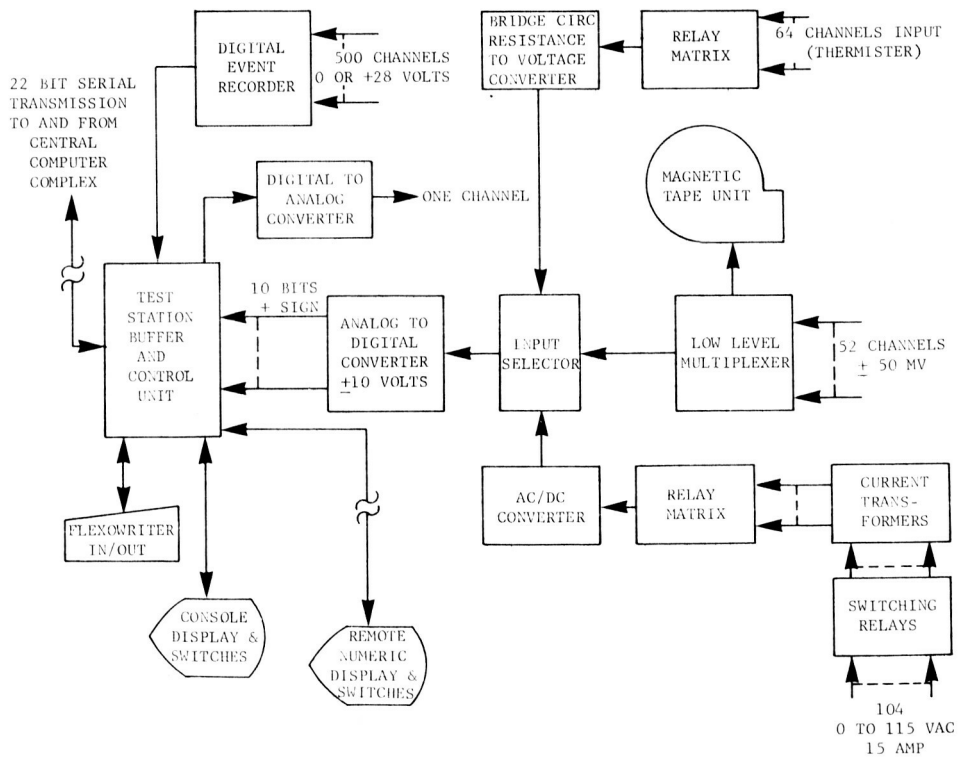 DIGITAL
EVENT
RECORDER
500 CHANNELS
0 OR +28 VOLTS
BRIDGE CIRC
RESISTANCE
TO VOLTAGE
CONVERTER
RELAY
MATRIX
64 CHANNELS INPUT
(THERMISTER)
22 BIT SERIAL
TRANSMISSION
TO AND FROM
CENTRAL
COMPUTER
COMPLEX
DIGITAL TO
ANALOG
CONVERTER
ONE CHANNEL
MAGNETIC
TAPE UNIT
TEST
STATION
BUFFER
AND
CONTROL
UNIT
10 BITS
+ SIGN
ANALOG TO
DIGITAL
CONVERTER
±10 VOLTS
INPUT
SELECTOR
LOW LEVEL
MULTIPLEXER
52 CHANNELS
± 50 MV
FLEXOWRITER
IN/OUT
AC/DC
CONVERTER
RELAY
MATRIX
CURRENT
TRANS-
FORMERS
CONSOLE
DISPLAY &
SWITCHES
REMOTE
NUMERIC
DISPLAY &
SWITCHES
SWITCHING
RELAYS
104
0 TO 115 VAC
15 AMP